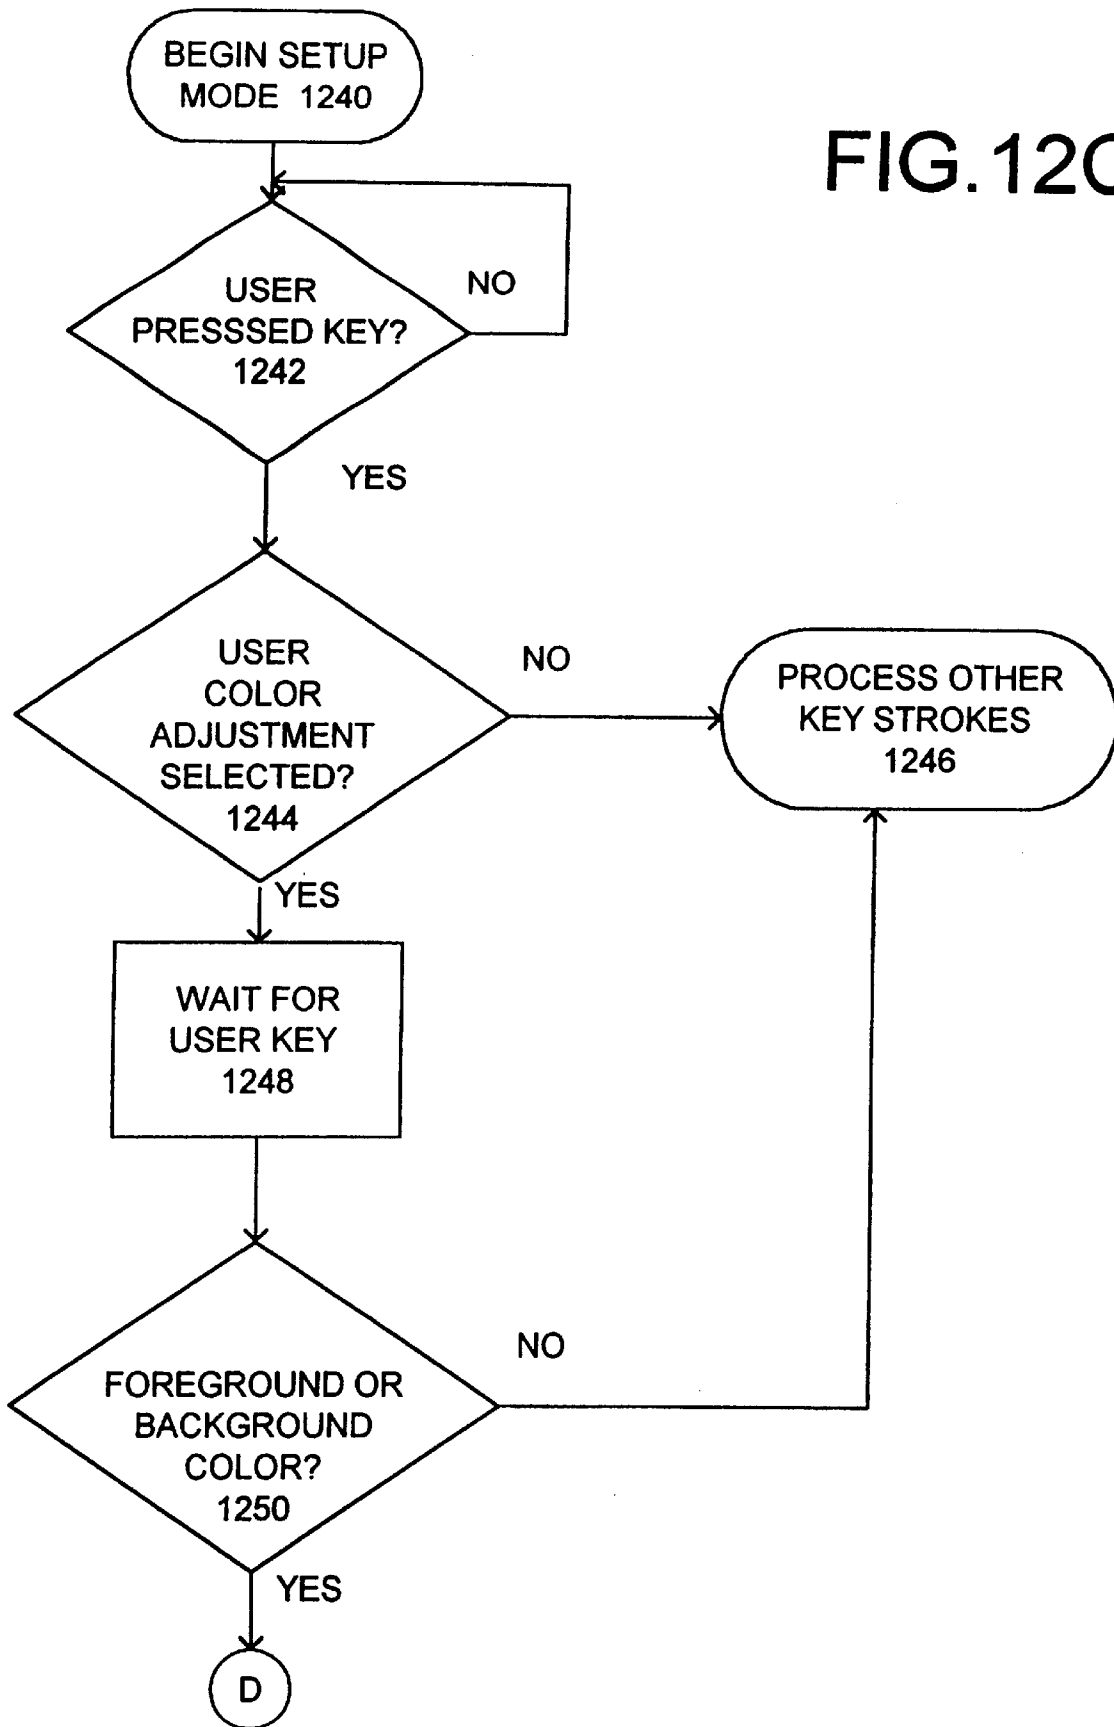 BEGIN SETUP
MODE 1240
FIG.12C
USER
PRESSSED KEY?
1242
NO
YES
USER
COLOR
ADJUSTMENT
SELECTED?
1244
NO
PROCESS OTHER
KEY STROKES
1246
YES
WAIT FOR
USER KEY
1248
FOREGROUND OR
BACKGROUND
COLOR?
1250
NO
YES
D